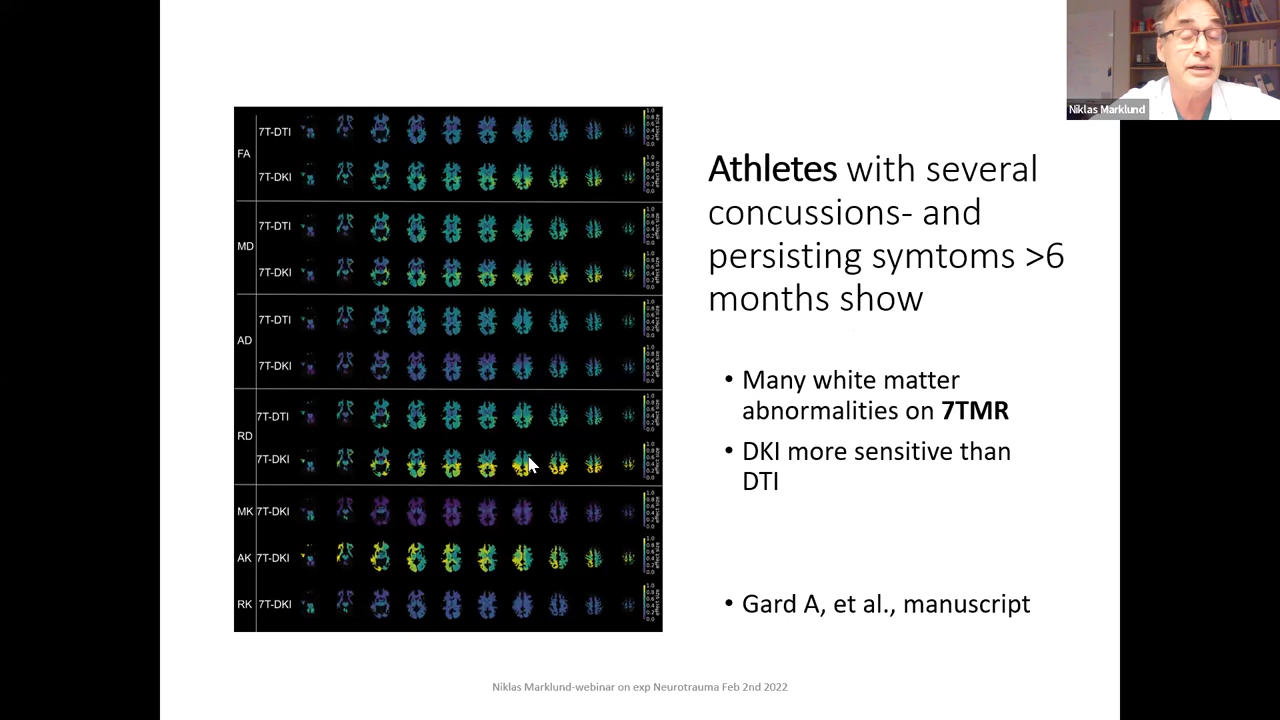 Niklas Marklund
Athletes with several
concussions- and
persisting symtoms >6
months show
• Many white matter
abnormalities on 7TMR
• DKI more sensitive than
DTI
• Gard A, et al., manuscript
FA
7T-DTI
7T-DKI
MD
7T-DTI
7T-DKI
AD
7T-DTI
7T-DKI
RD
7T-DTI
7T-DKI
MK 7T-DKI
AK 7T-DKI
RK 7T-DKI
Niklas Marklund-webinar on exp Neurotrauma Feb 2nd 2022